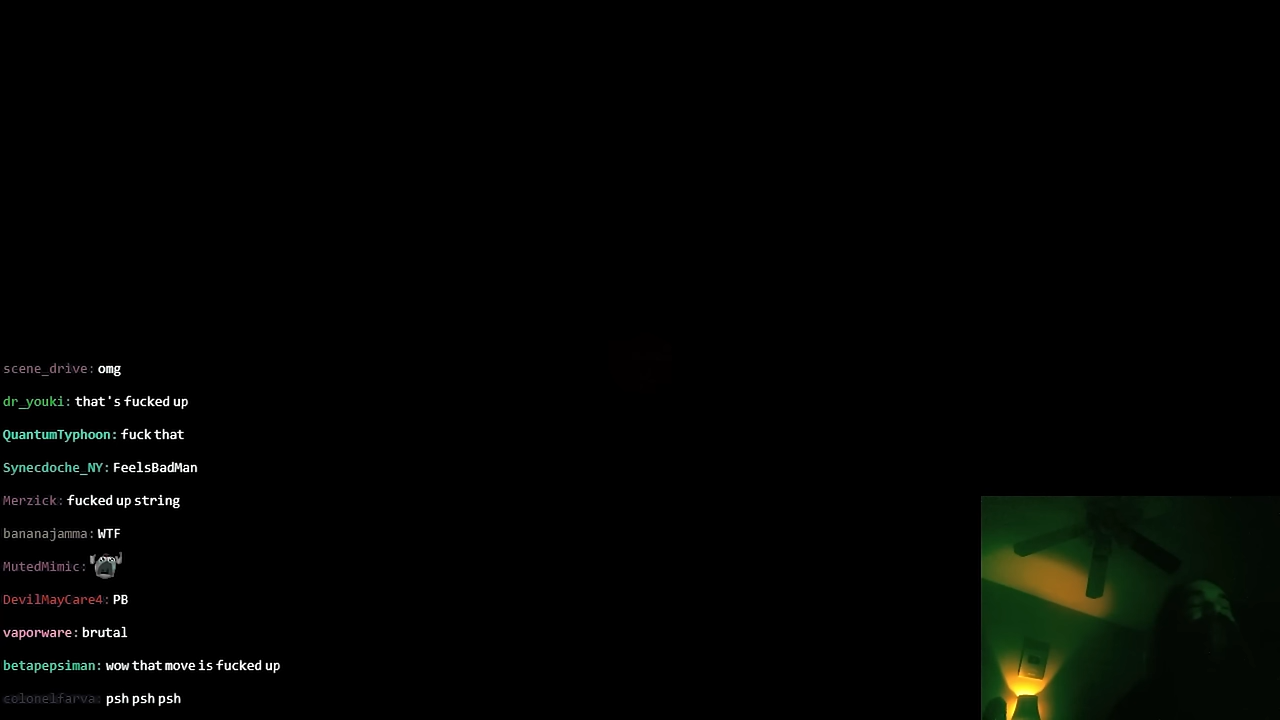 scene_drive: omg
dr_youki: that's fucked up
QuantumTyphoon: fuck that
Synecdoche_NY: FeelsBadMan
Merzick: fucked up string
bananajamma: WTF
MutedMimic:
DevilMayCare4: PB
vaporware: brutal
betapepsiman: wow that move is fucked up
colonelfarva: psh psh psh